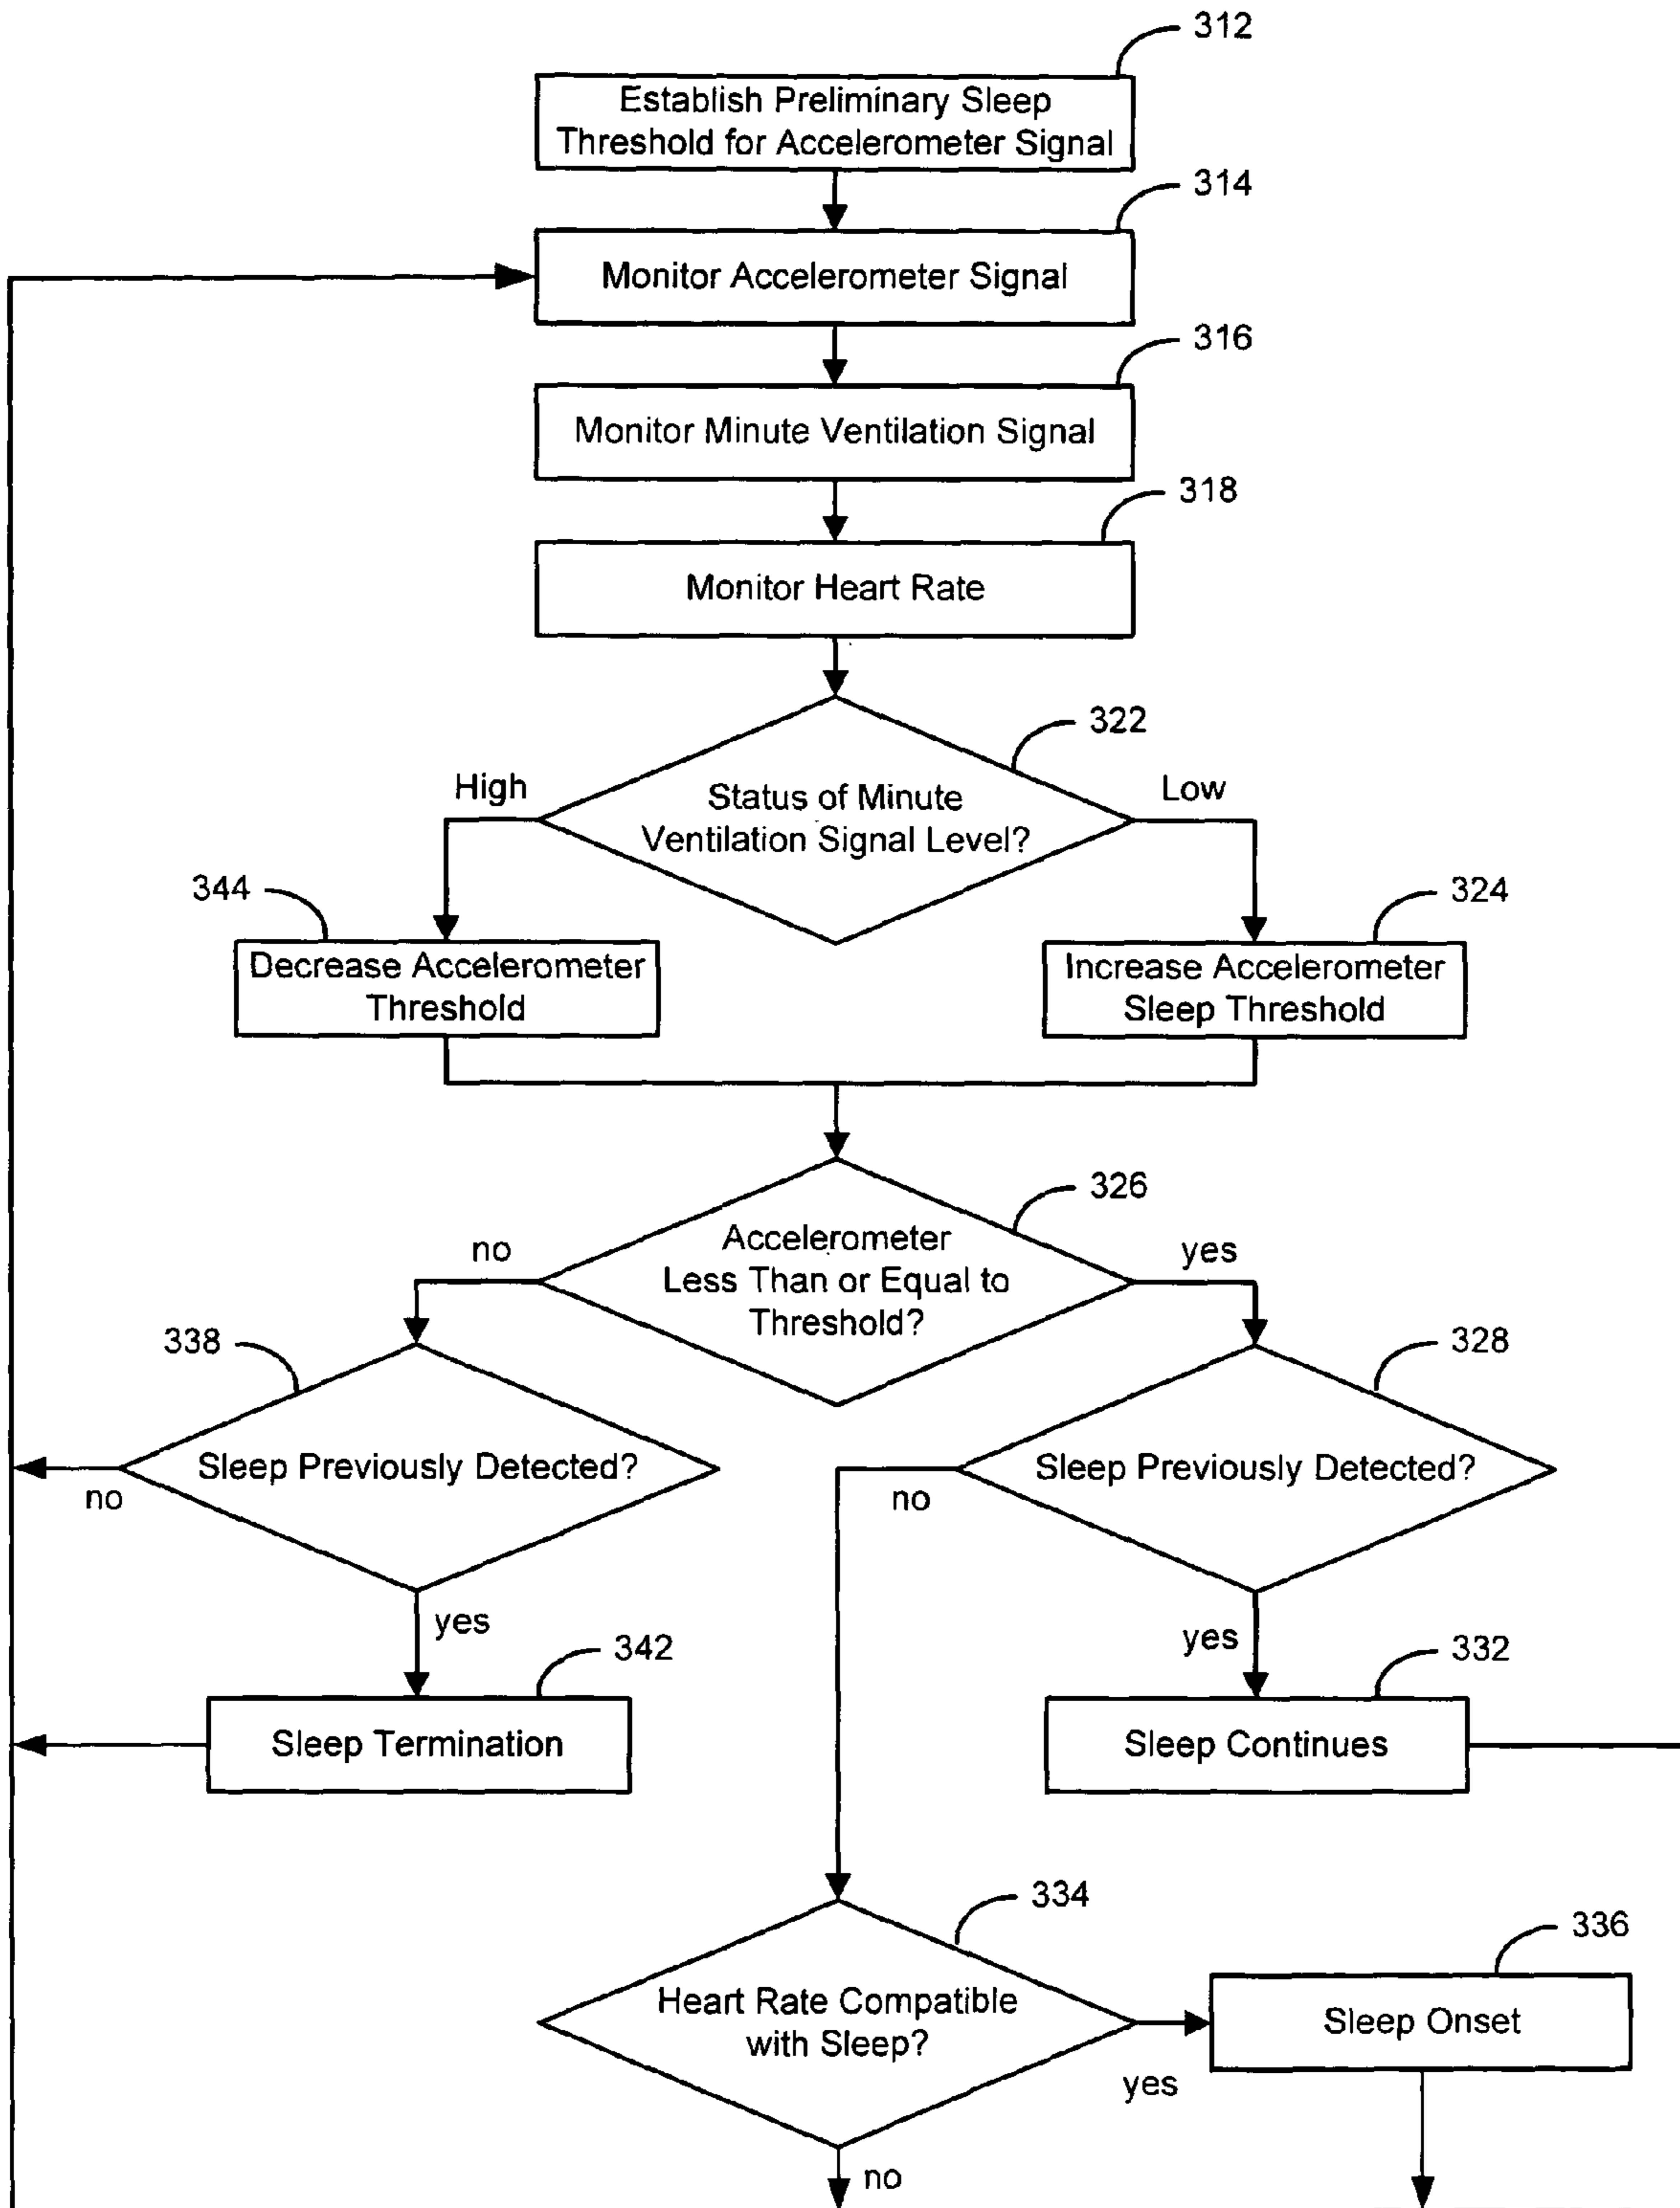 312
Establish Preliminary Sleep
Threshold for Accelerometer Signal
314
Monitor Accelerometer Signal
316
Monitor Minute Ventilation Signal
318
Monitor Heart Rate
322
High
Status of Minute
Ventilation Signal Level?
Low
344
Decrease Accelerometer
Threshold
324
Increase Accelerometer
Sleep Threshold
326
no
Accelerometer
Less Than or Equal to
Threshold?
yes
338
Sleep Previously Detected?
no
328
Sleep Previously Detected?
no
yes
342
Sleep Termination
yes
332
Sleep Continues
334
Heart Rate Compatible
with Sleep?
336
Sleep Onset
yes
no